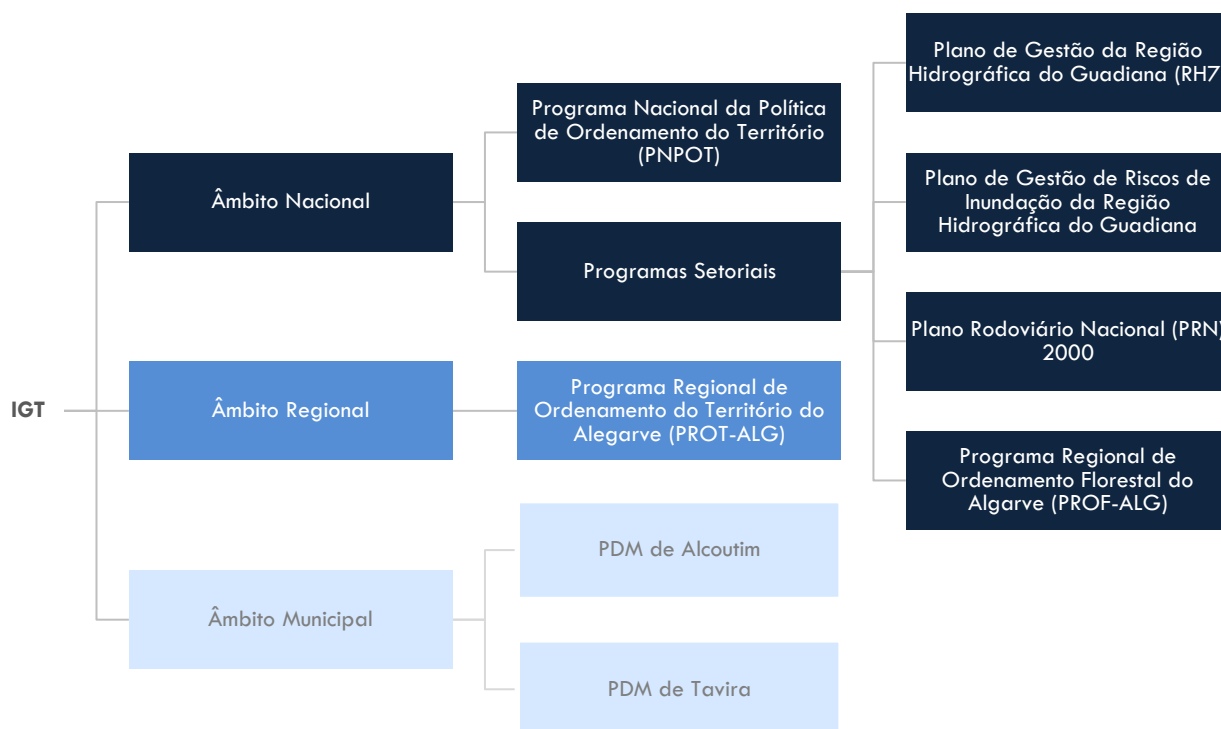 IGT
Âmbito Nacional
Programa Nacional da Política
de Ordenamento do Território
(PNPOT)
Programas Setoriais
Plano de Gestão da Região
Hidrográfica do Guadiana (RH7
Plano de Gestão de Riscos de
Inundação da Região
Hidrográfica do Guadiana
Plano Rodoviário Nacional (PRN)
2000
Programa Regional de
Ordenamento Florestal do
Algarve (PROF-ALG)
Âmbito Regional
Programa Regional de
Ordenamento do Território do
Alegarve (PROT-ALG)
Âmbito Municipal
PDM de Alcoutim
PDM de Tavira